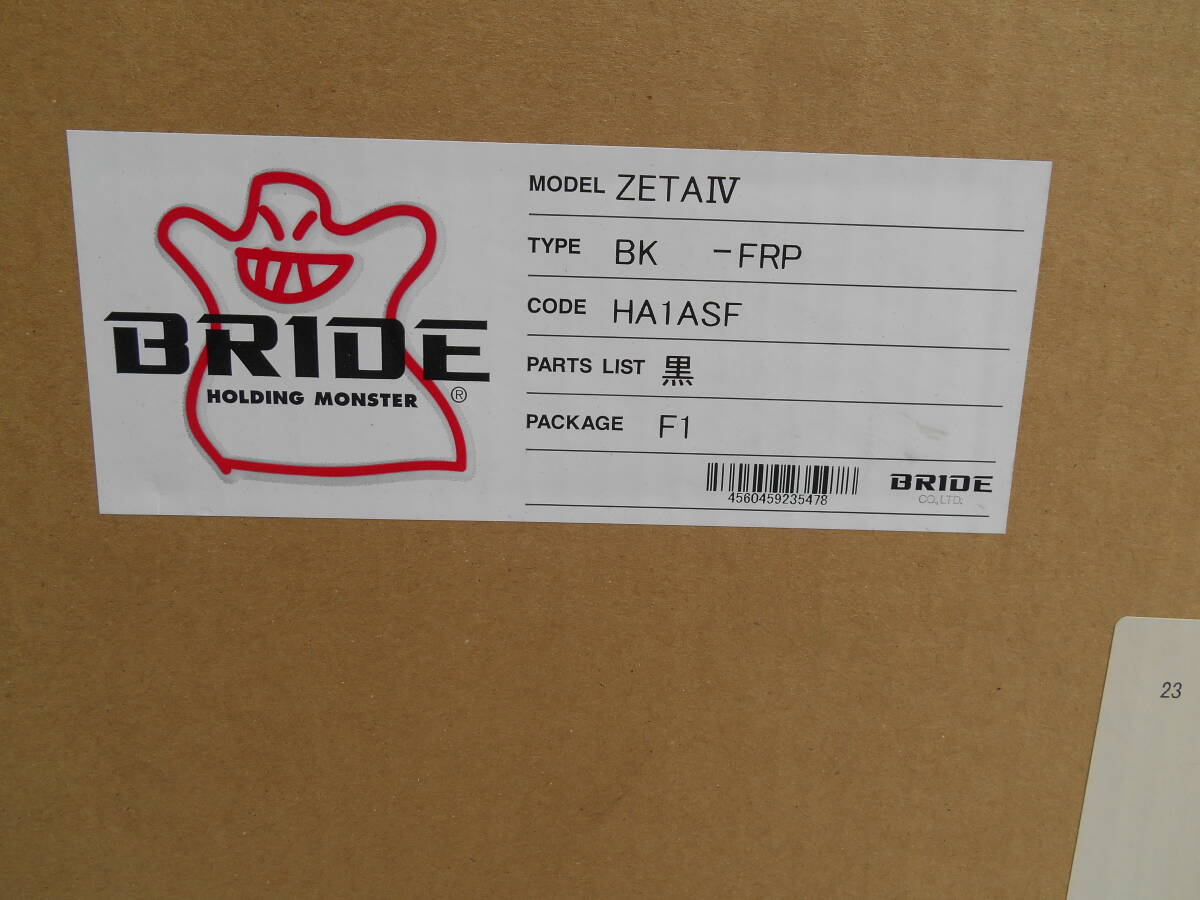 BRIDE
HOLDING MONSTER ®
MODEL ZETAⅣ
TYPE BK -FRP
CODE HA1ASF
PARTS LIST 黒
PACKAGE F1
4560459235478
BRIDE
CO.,LTD.
23